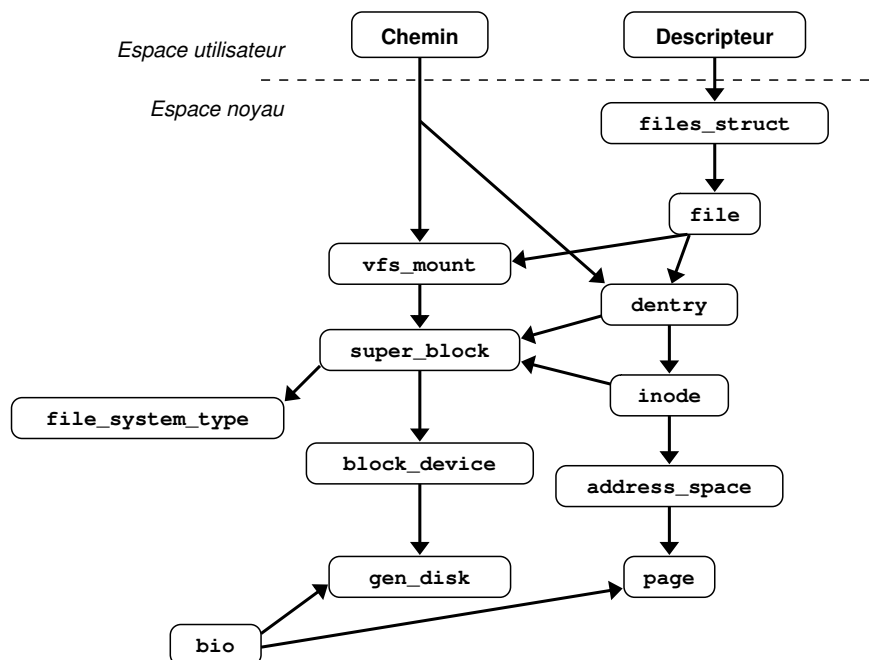 Chemin
Descripteur
Espace utilisateur
Espace noyau
files_struct
file
vfs_mount
dentry
super_block
inode
file_system_type
block_device
address_space
gen_disk
page
bio